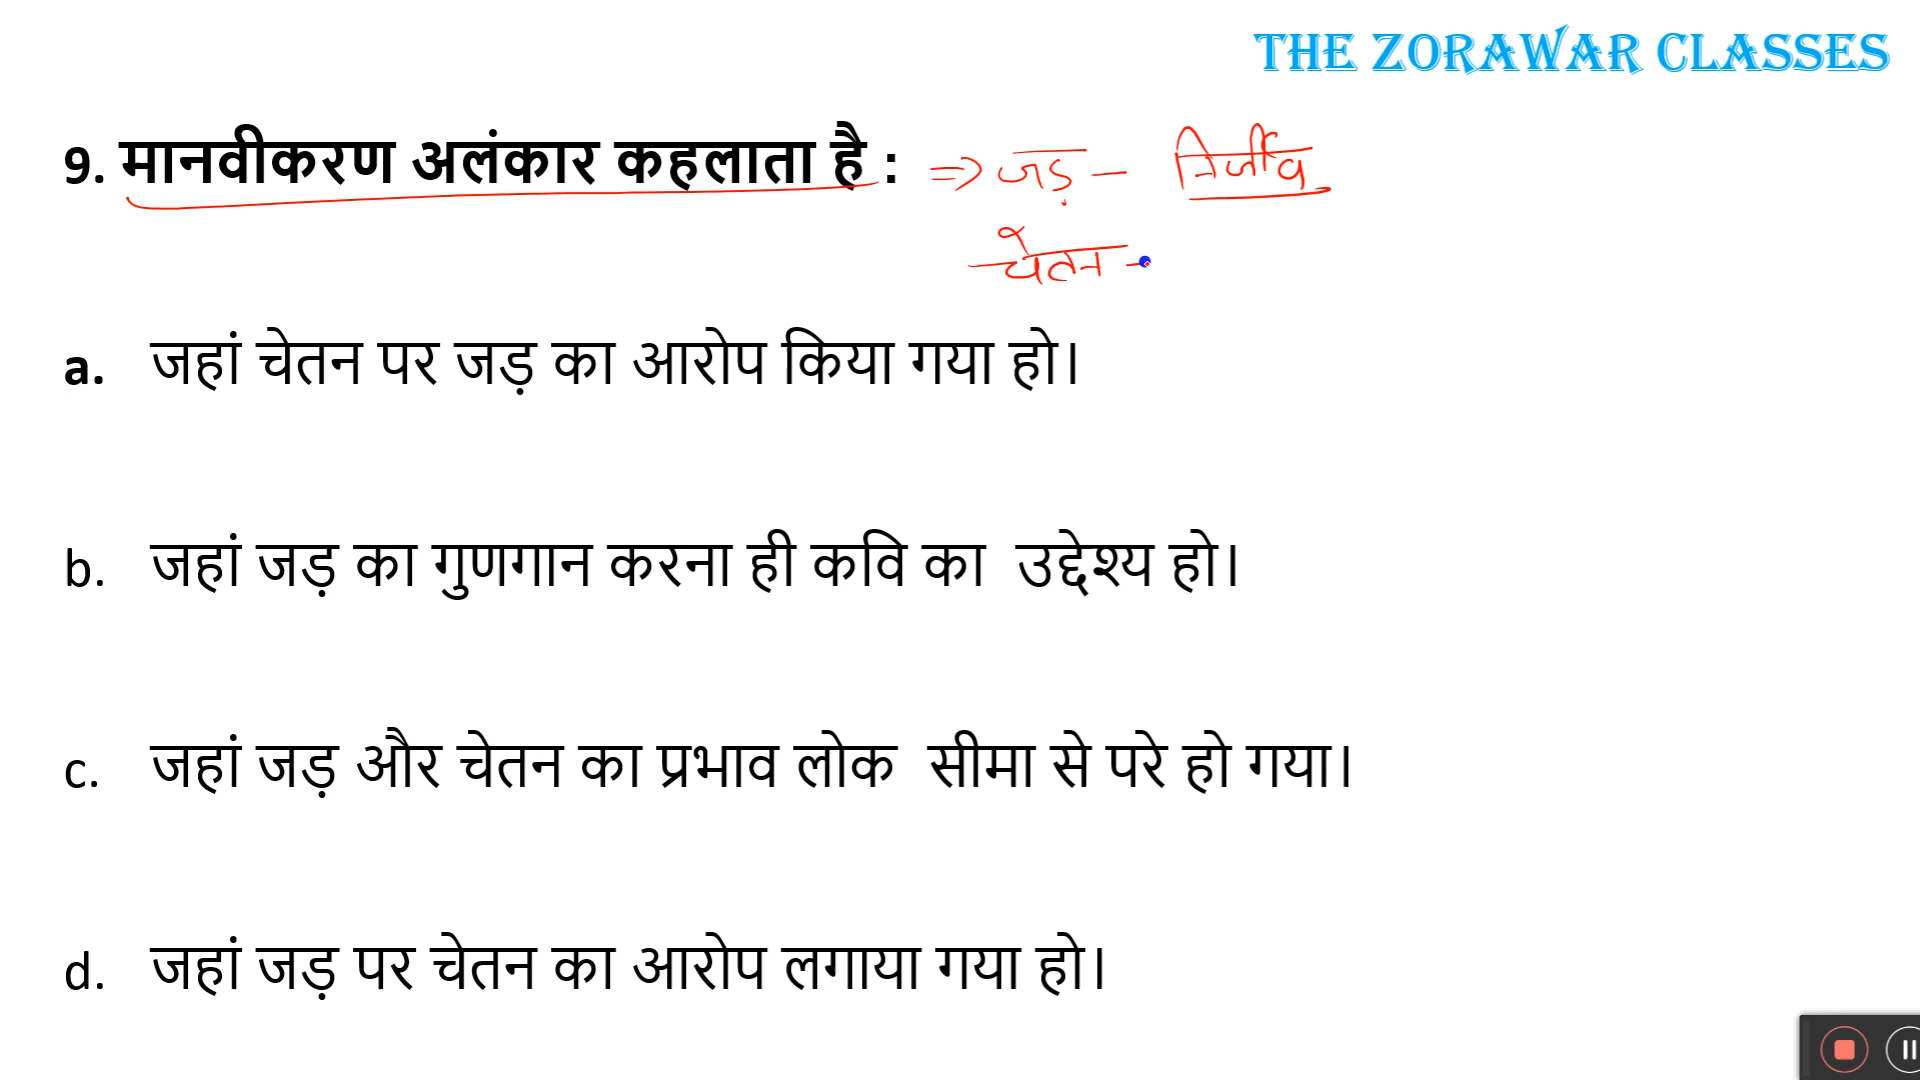 THE ZORAWAR CLASSES
9. मानवीकरण अलंकार कहलाता है : => जड़ - निर्जीव
चेतन -
a. जहां चेतन पर जड़ का आरोप किया गया हो।
b. जहां जड़ का गुणगान करना ही कवि का उद्देश्य हो।
c. जहां जड़ और चेतन का प्रभाव लोक सीमा से परे हो गया।
d. जहां जड़ पर चेतन का आरोप लगाया गया हो।